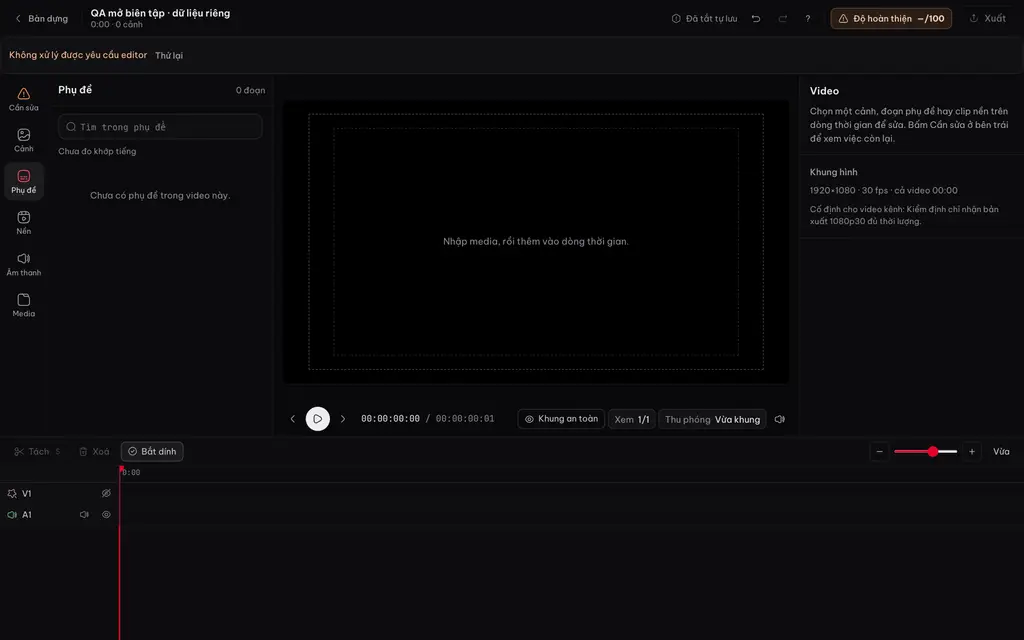 Bàn dựng
QA mở biên tập · dữ liệu riêng
0:00 · 0 cảnh
Đã tắt tự lưu
?
Độ hoàn thiện –/100
Xuất
Không xử lý được yêu cầu editor Thử lại
Cần sửa
Cảnh
Phụ đề
Nền
Âm thanh
Media
Phụ đề
0 đoạn
Tìm trong phụ đề
Chưa đo khớp tiếng
Chưa có phụ đề trong video này.
Nhập media, rồi thêm vào dòng thời gian.
00:00:00:00 / 00:00:00:01
Khung an toàn
Xem 1/1
Thu phóng Vừa khung
Video
Chọn một cảnh, đoạn phụ đề hay clip nền trên
dòng thời gian để sửa. Bấm Cần sửa ở bên trái
để xem việc còn lại.
Khung hình
1920×1080 · 30 fps · cả video 00:00
Cố định cho video kênh: Kiểm định chỉ nhận bản
xuất 1080p30 đủ thời lượng.
Tách S
Xoá
Bắt dính
Vừa
0:00
V1
A1